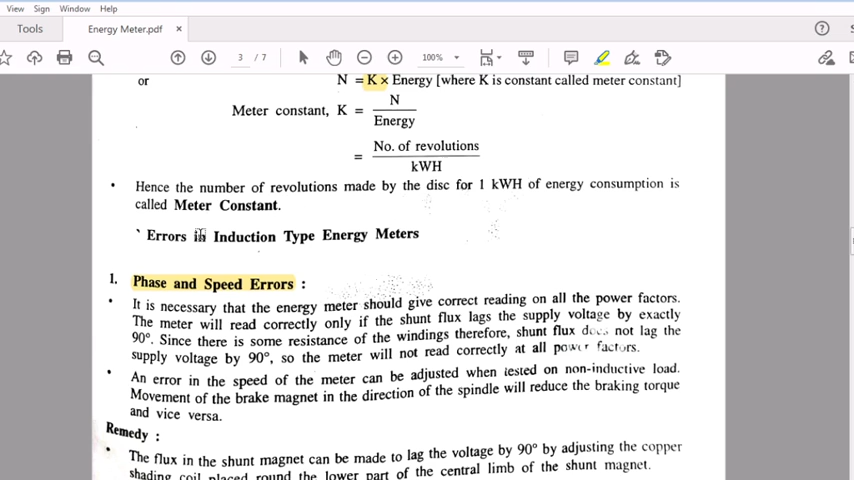 View Sign Window Help
Tools Energy Meter.pdf ×
3 / 7 100%
or N = K × Energy [where K is constant called meter constant]
Meter constant, K = N / Energy
= No. of revolutions / kWH
• Hence the number of revolutions made by the disc for 1 kWH of energy consumption is
called Meter Constant.
Errors in Induction Type Energy Meters
1. Phase and Speed Errors :
• It is necessary that the energy meter should give correct reading on all the power factors.
The meter will read correctly only if the shunt flux lags the supply voltage by exactly
90°. Since there is some resistance of the windings therefore, shunt flux does not lag the
supply voltage by 90°, so the meter will not read correctly at all power factors.
• An error in the speed of the meter can be adjusted when tested on non-inductive load.
Movement of the brake magnet in the direction of the spindle will reduce the braking torque
and vice versa.
Remedy :
• The flux in the shunt magnet can be made to lag the voltage by 90° by adjusting the copper
shading coil placed round the lower part of the central limb of the shunt magnet.